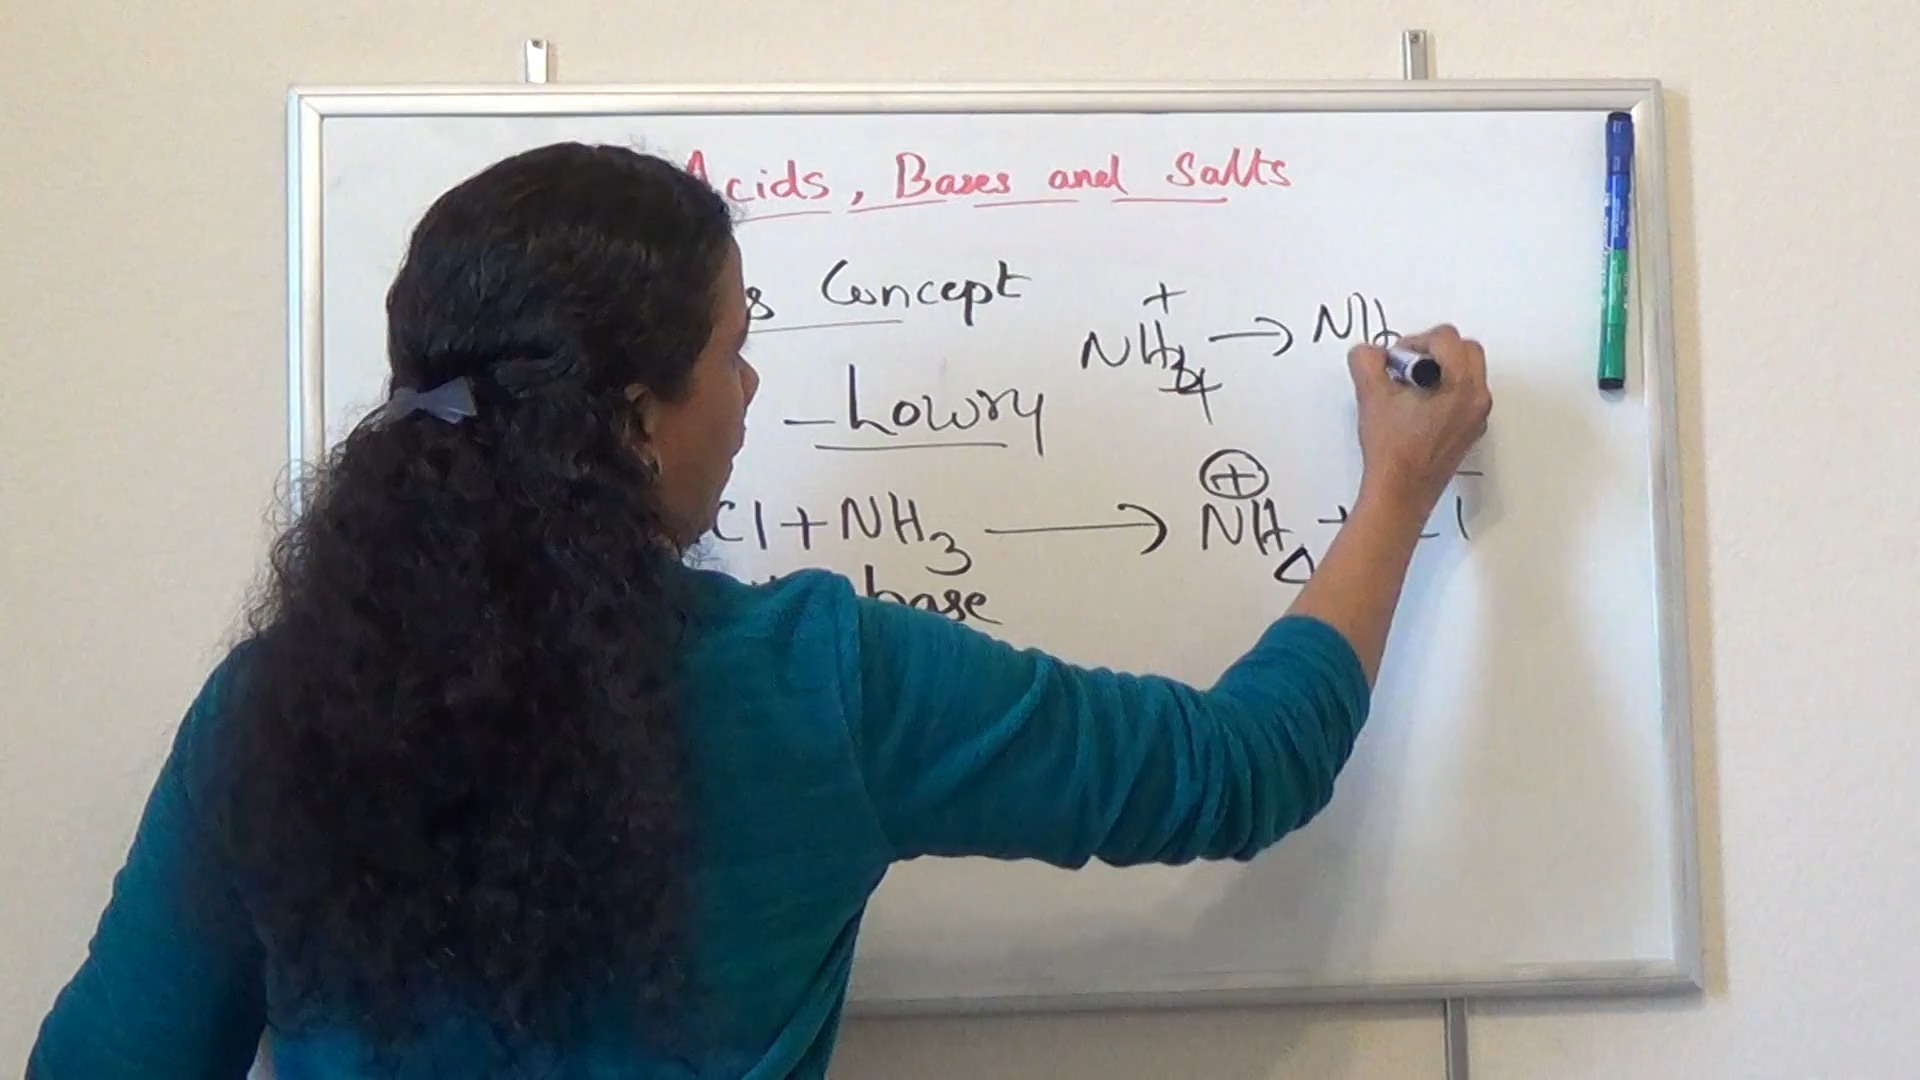 Acids, Bases and Salts
s Concept
NH4+ → NH
– Lowry
Cl + NH3 → NH4+ + Cl–
base